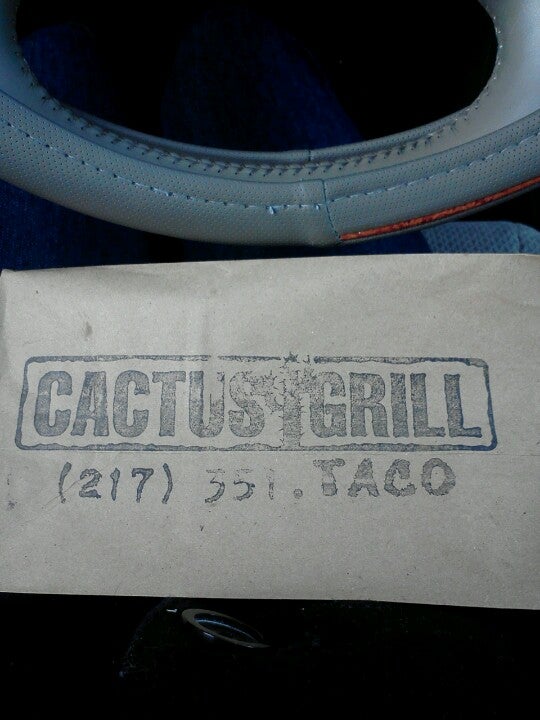 CACTUS GRILL
(217) 351.TACO